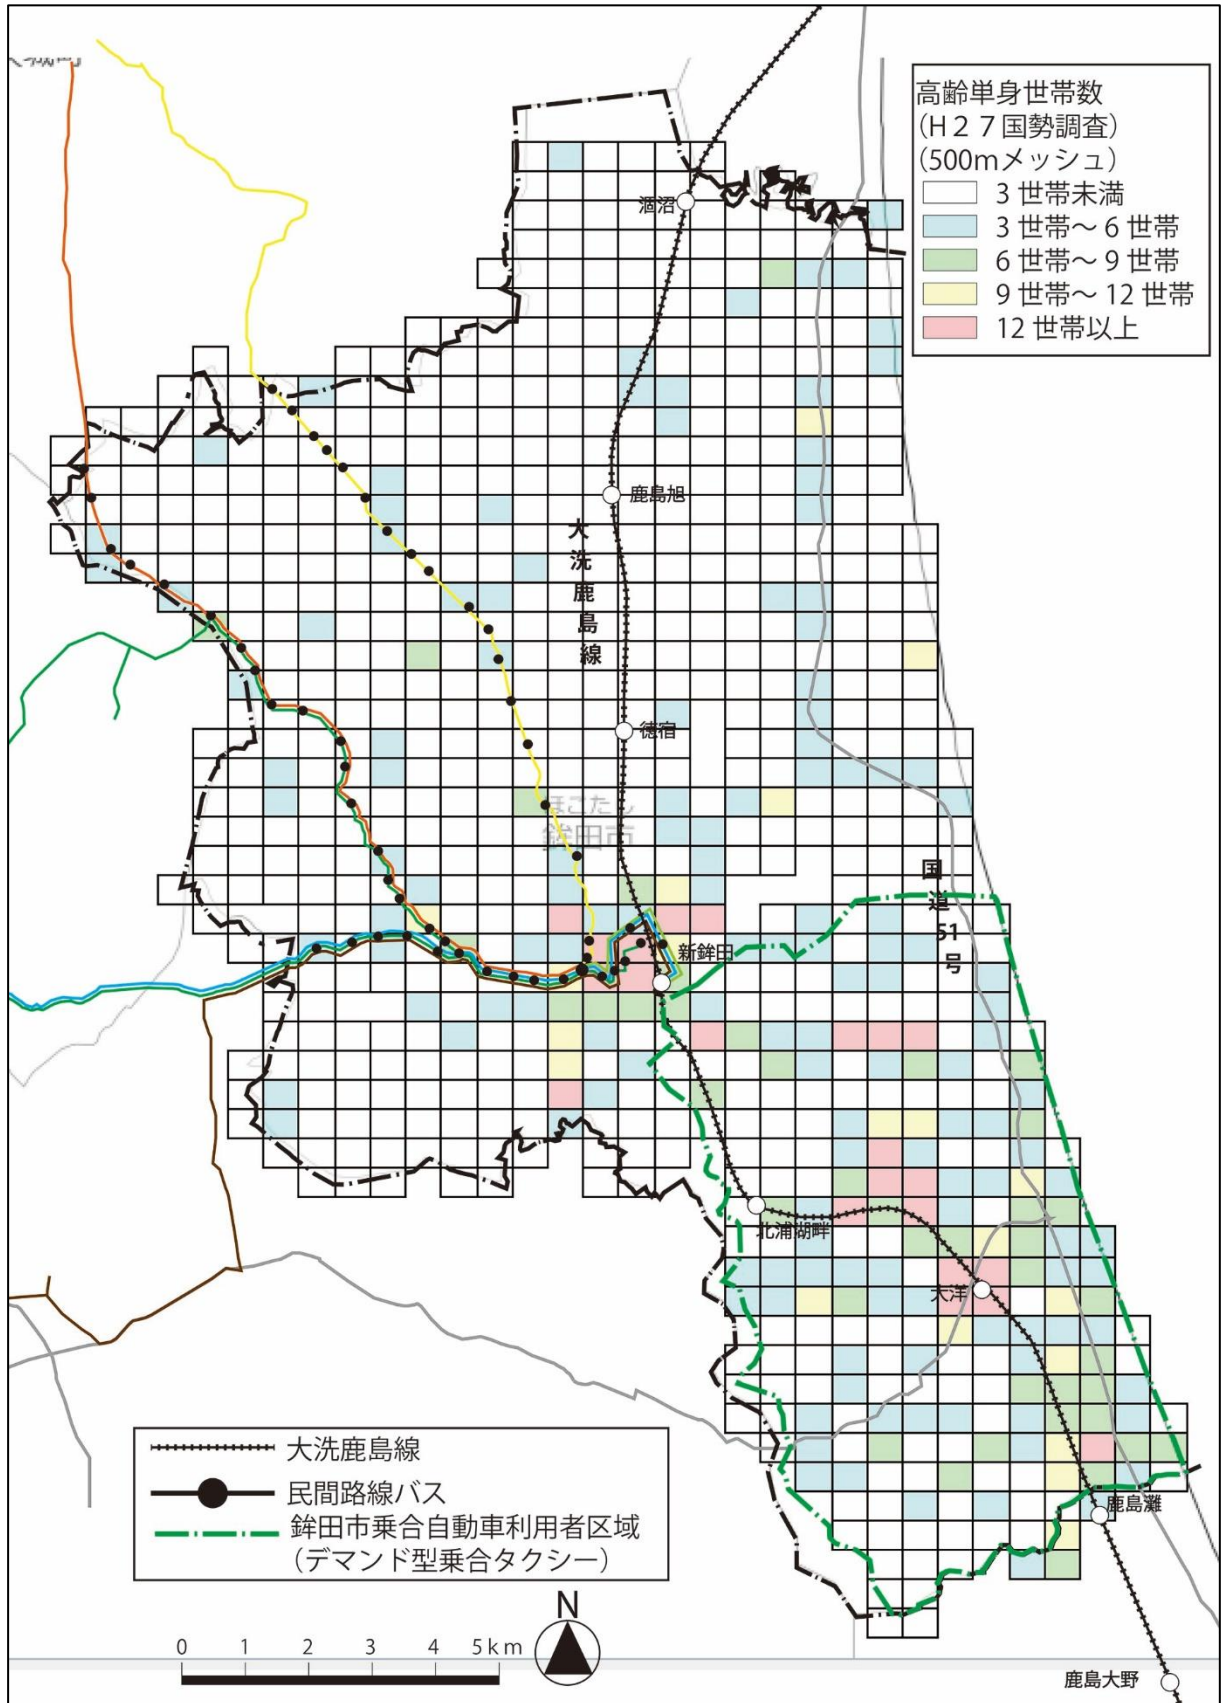 高齢単身世帯数
(H27国勢調査)
(500mメッシュ)
3世帯未満
3世帯～6世帯
6世帯～9世帯
9世帯～12世帯
12世帯以上
涸沼
鹿島旭
大洗鹿島線
徳宿
ほこたし
鉾田市
国道51号
新鉾田
北浦湖畔
大洋
大洗鹿島線
民間路線バス
鉾田市乗合自動車利用者区域
(デマンド型乗合タクシー)
鹿島灘
N
0 1 2 3 4 5km
鹿島大野